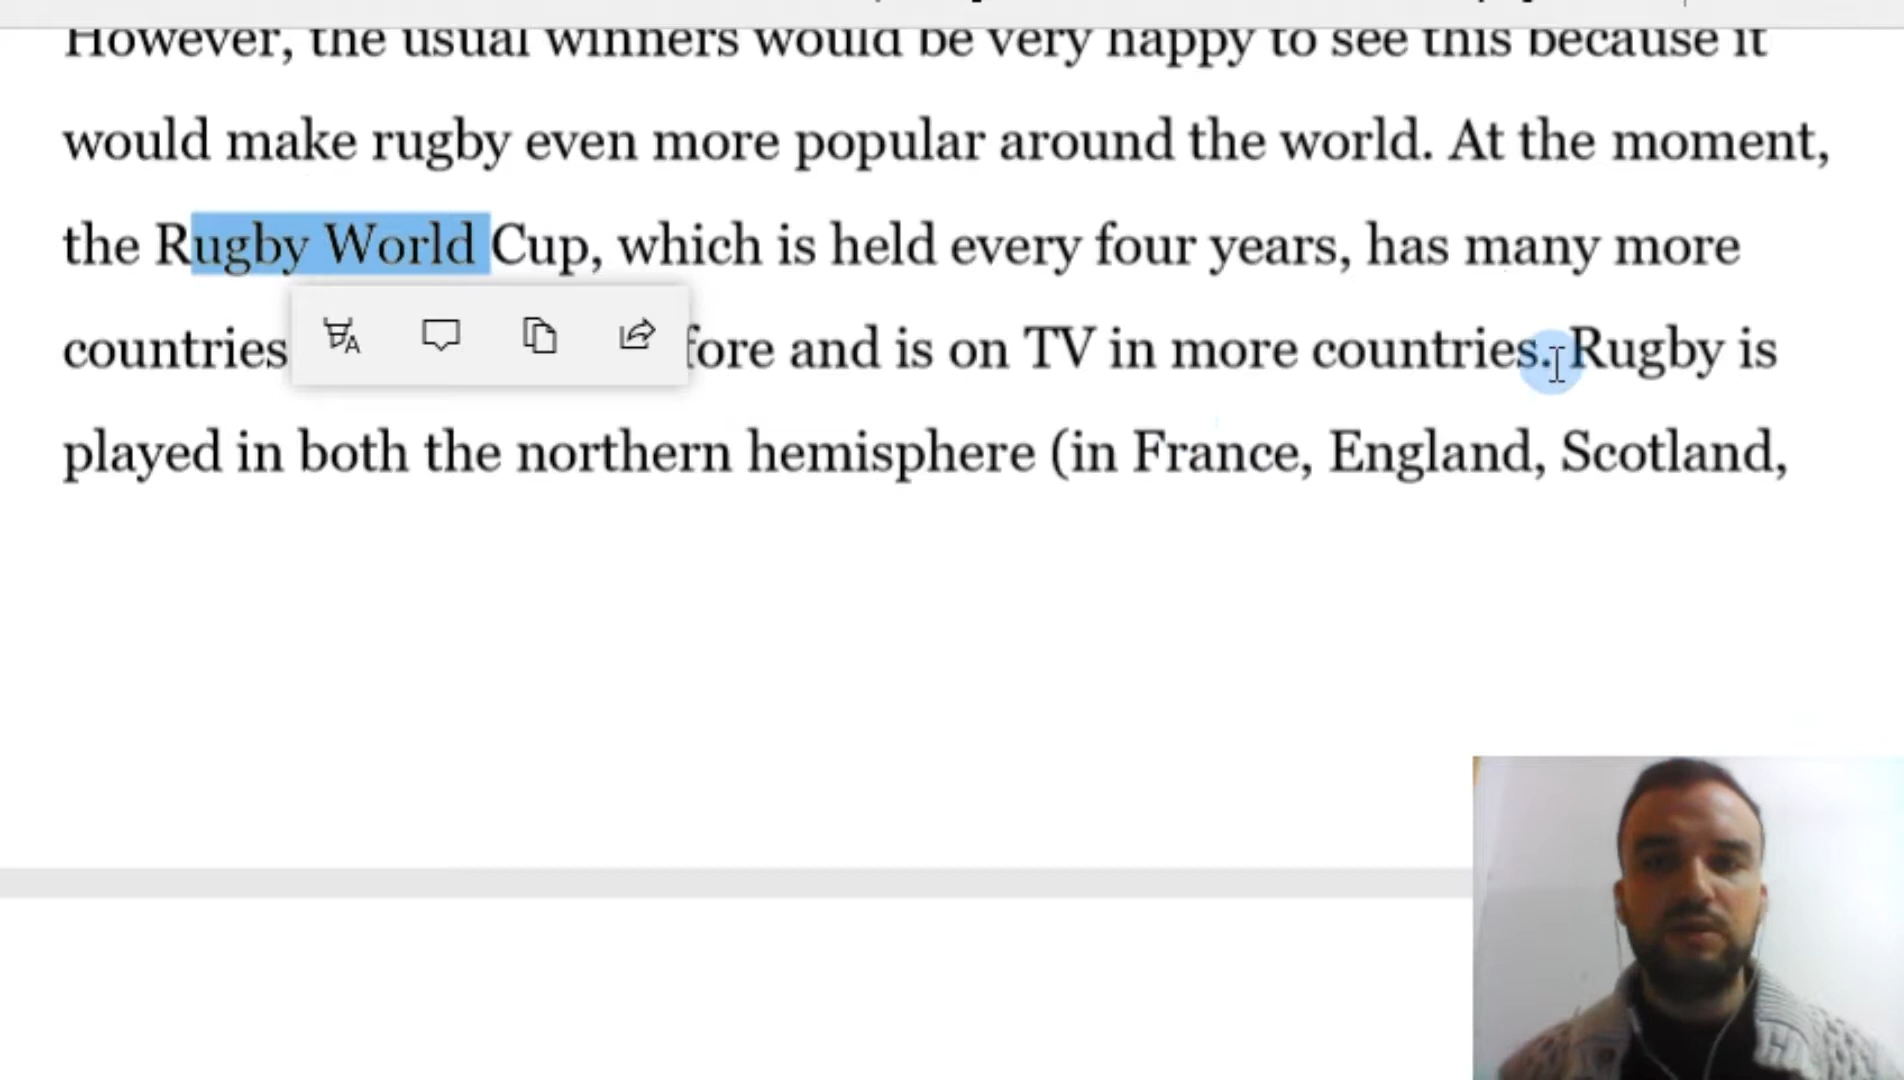 However, the usual winners would be very happy to see this because it
would make rugby even more popular around the world. At the moment,
the Rugby World Cup, which is held every four years, has many more
countries fore and is on TV in more countries. Rugby is
played in both the northern hemisphere (in France, England, Scotland,